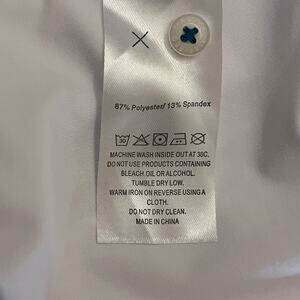 87% Polyester/ 13% Spandex
30
MACHINE WASH INSIDE OUT AT 30C.
DO NOT USE PRODUCTS CONTAINING
BLEACH, OIL OR ALCOHOL.
TUMBLE DRY LOW.
WARM IRON ON REVERSE USING A
CLOTH.
DO NOT DRY CLEAN.
MADE IN CHINA